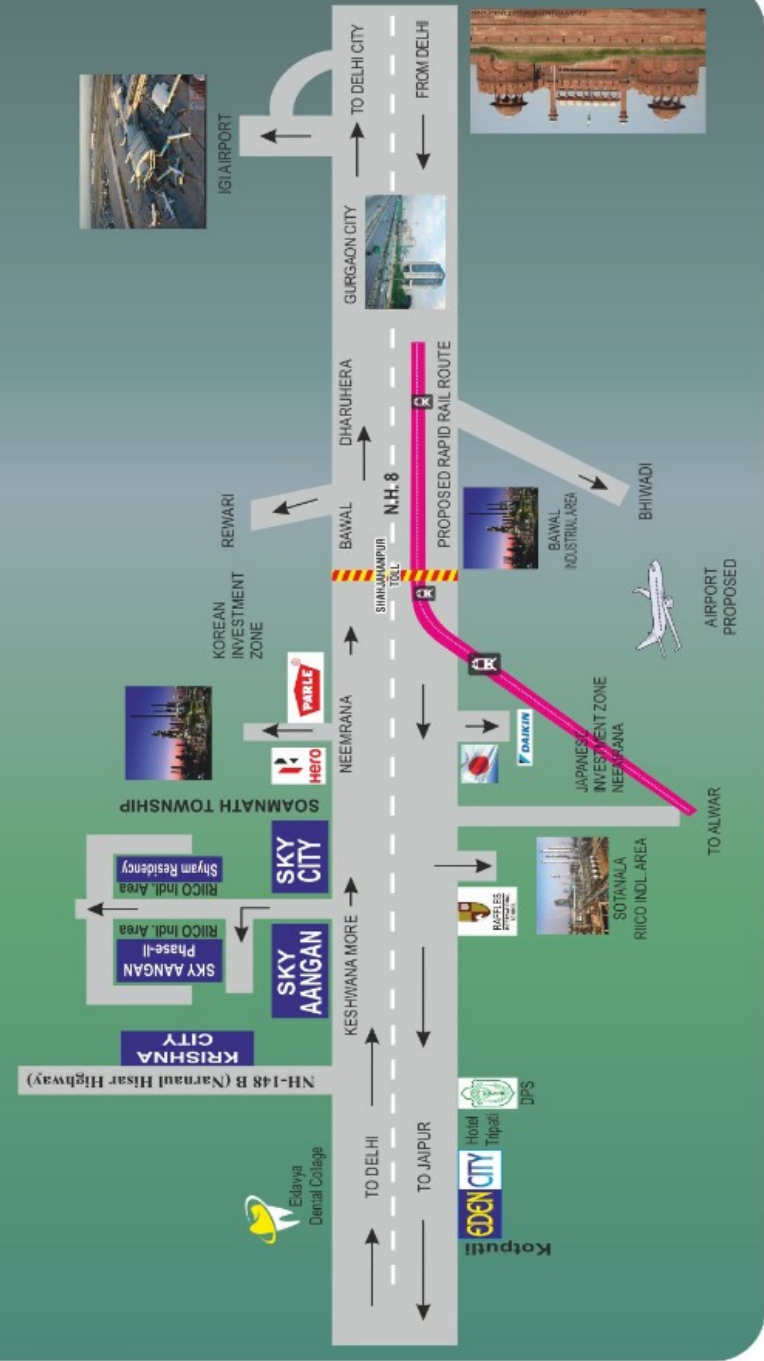 IGI AIRPORT
TO DELHI CITY
FROM DELHI
GURGAON CITY
DHARUHERA
PROPOSED RAPID RAIL ROUTE
REWARI
BAWAL
N.H. 8
BHIWADI
SHAHJAHANPUR
TOLL
BAWAL
INDUSTRIAL AREA
AIRPORT
PROPOSED
KOREAN
INVESTMENT
ZONE
PARLE
Hero
NEEMRANA
DAIKIN
JAPANESE
INVESTMENT ZONE
NEEMRANA
TO ALWAR
SOAMNATH TOWNSHIP
SKY
CITY
Shyam Residency
RIICO Indl. Area
RIICO Indl. Area
SKY AANGAN
Phase-II
SKY
AANGAN
KESHWANA MORE
RAFFLES
SOTANALA
RIICO INDL. AREA
KRISHNA
CITY
NH-148 B (Narnaul Hisar Highway)
Eklavya
Dental Collage
TO DELHI
TO JAIPUR
DPS
Hotel
Tripati
EDEN CITY
Kotputli